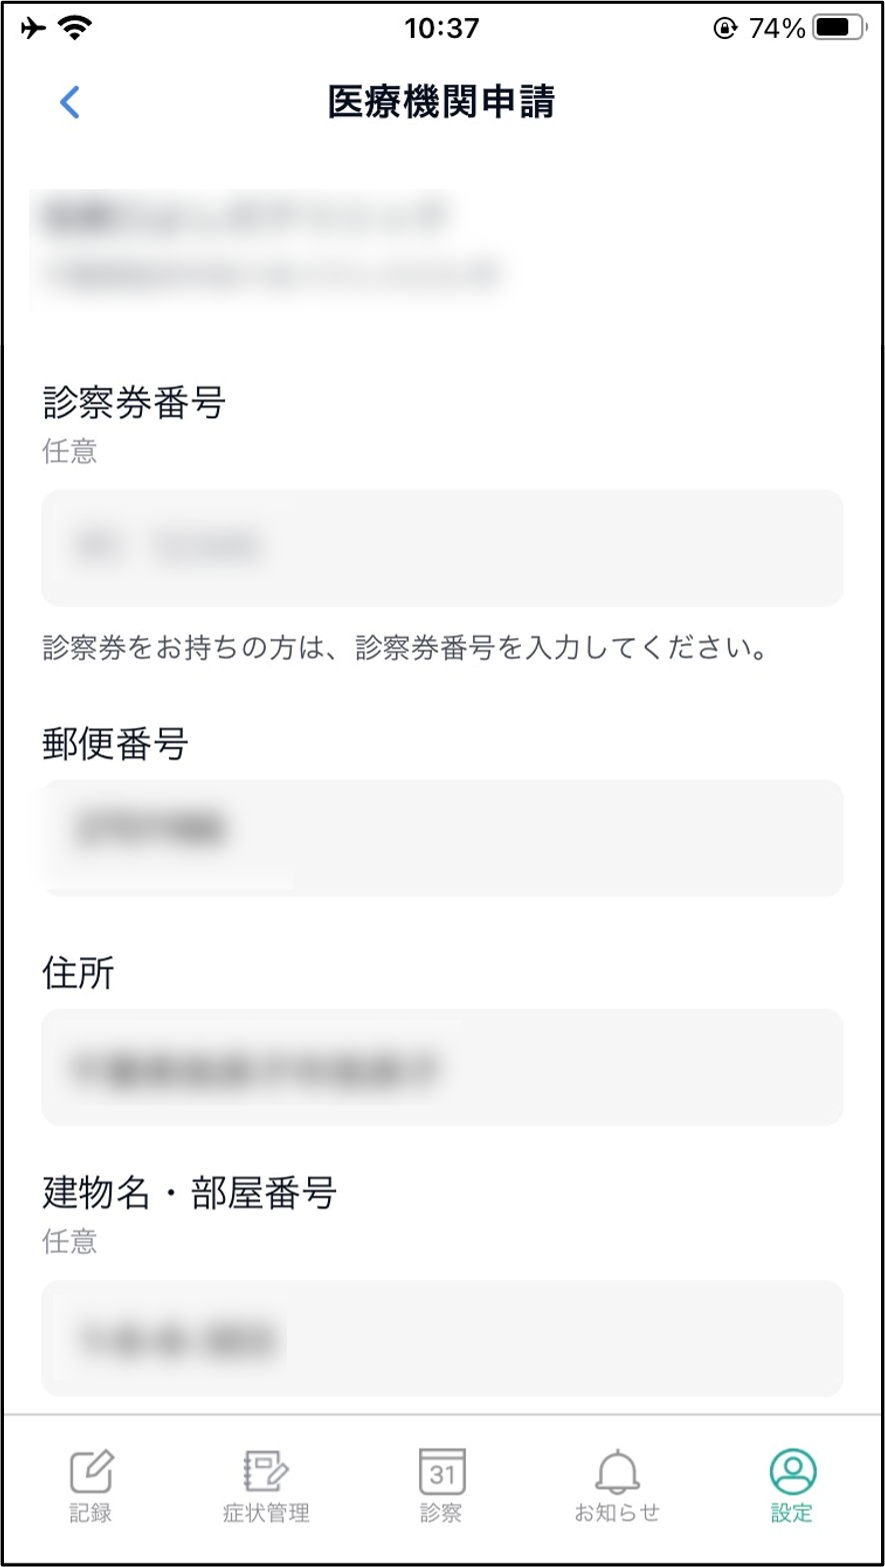 10:37
74%
医療機関申請
診察券番号
任意
診察券をお持ちの方は、診察券番号を入力してください。
郵便番号
住所
建物名・部屋番号
任意
31
記録
症状管理
診察
お知らせ
設定